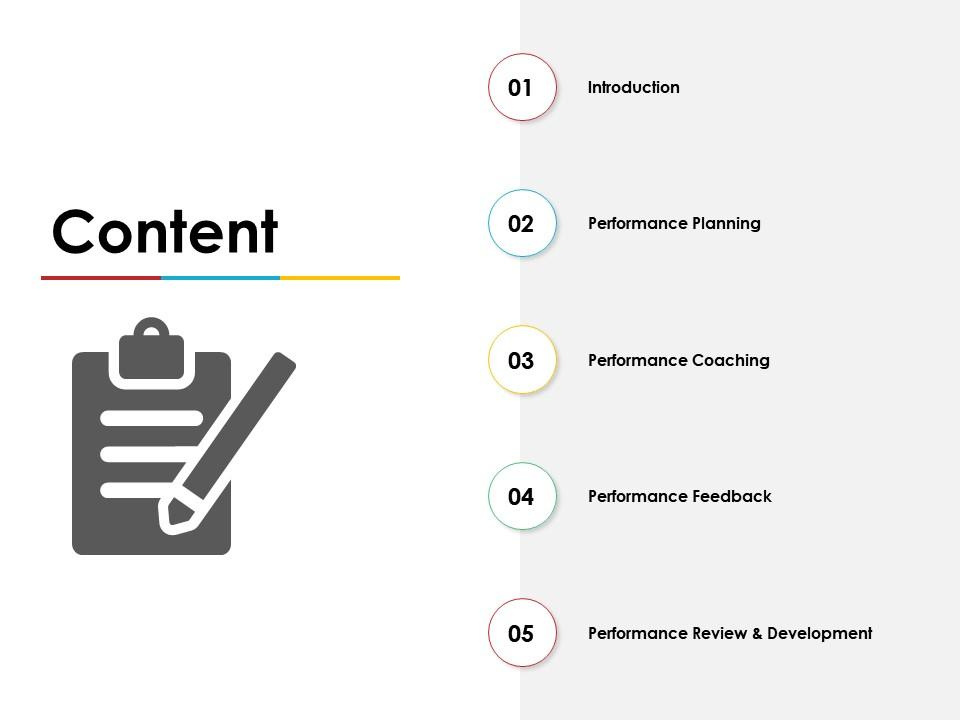 Content
01
Introduction
02
Performance Planning
03
Performance Coaching
04
Performance Feedback
05
Performance Review & Development